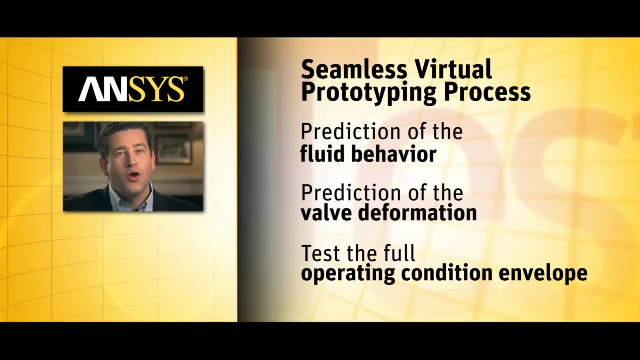 ANSYS®
Seamless Virtual
Prototyping Process
Prediction of the
fluid behavior
Prediction of the
valve deformation
Test the full
operating condition envelope